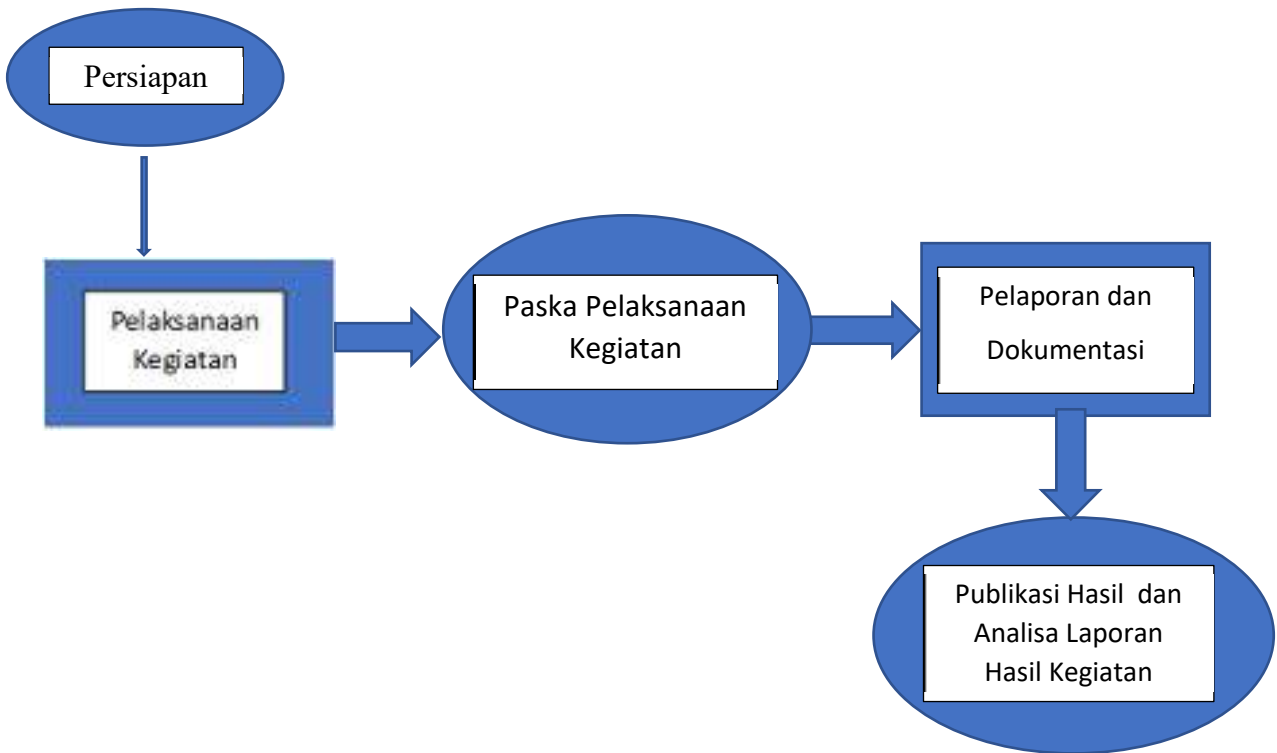 Persiapan
Pelaksanaan
Kegiatan
Paska Pelaksanaan
Kegiatan
Pelaporan dan
Dokumentasi
Publikasi Hasil dan
Analisa Laporan
Hasil Kegiatan